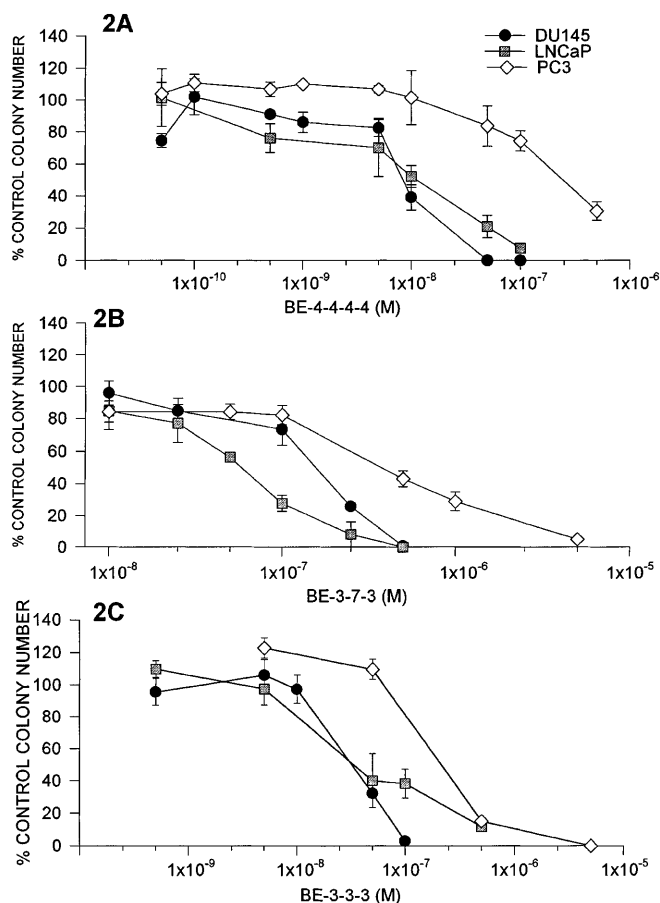 2A
DU145
LNCaP
PC3
% CONTROL COLONY NUMBER
140
120
100
80
60
40
20
0
1x10⁻¹⁰ 1x10⁻⁹ 1x10⁻⁸ 1x10⁻⁷ 1x10⁻⁶
BE-4-4-4-4 (M)
2B
% CONTROL COLONY NUMBER
140
120
100
80
60
40
20
0
1x10⁻⁸ 1x10⁻⁷ 1x10⁻⁶ 1x10⁻⁵
BE-3-7-3 (M)
2C
% CONTROL COLONY NUMBER
140
120
100
80
60
40
20
0
1x10⁻⁹ 1x10⁻⁸ 1x10⁻⁷ 1x10⁻⁶ 1x10⁻⁵
BE-3-3-3 (M)